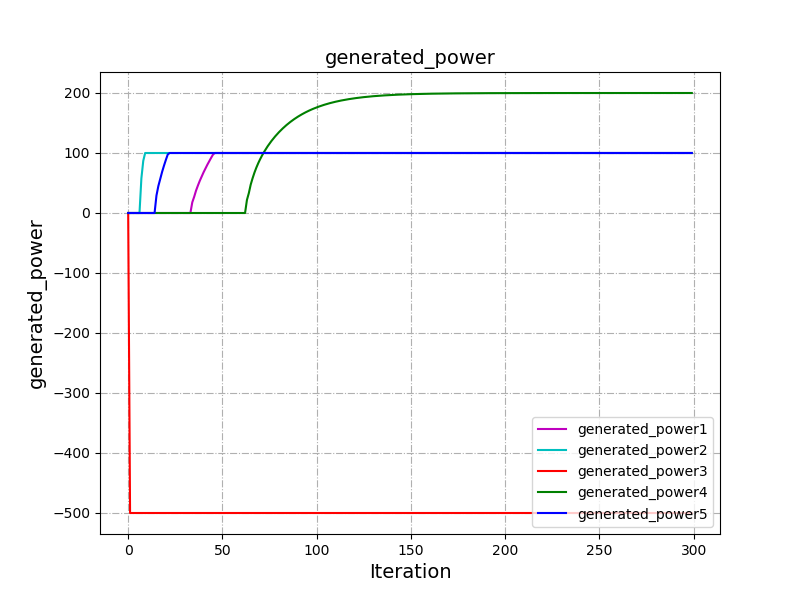 generated_power
generated_power
200
100
0
−100
−200
−300
−400
−500
generated_power1
generated_power2
generated_power3
generated_power4
generated_power5
0 50 100 150 200 250 300
Iteration